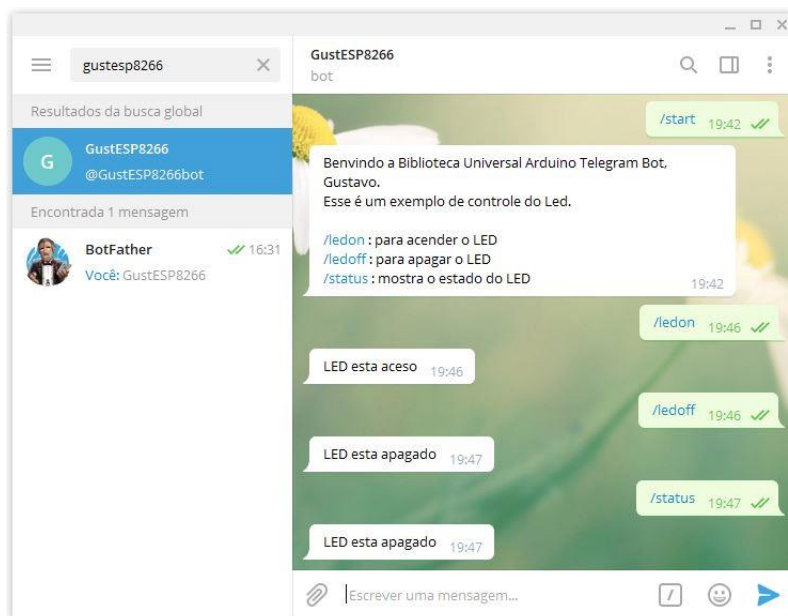 gustesp8266
Resultados da busca global
G
GustESP8266
@GustESP8266bot
Encontrada 1 mensagem
BotFather 16:31
Você: GustESP8266
GustESP8266
bot
/start 19:42
Benvindo a Biblioteca Universal Arduino Telegram Bot,
Gustavo.
Esse é um exemplo de controle do Led.
/ledon : para acender o LED
/ledoff : para apagar o LED
/status : mostra o estado do LED
19:42
/ledon 19:46
LED esta aceso 19:46
/ledoff 19:46
LED esta apagado 19:47
/status 19:47
LED esta apagado 19:47
Escrever uma mensagem...
/